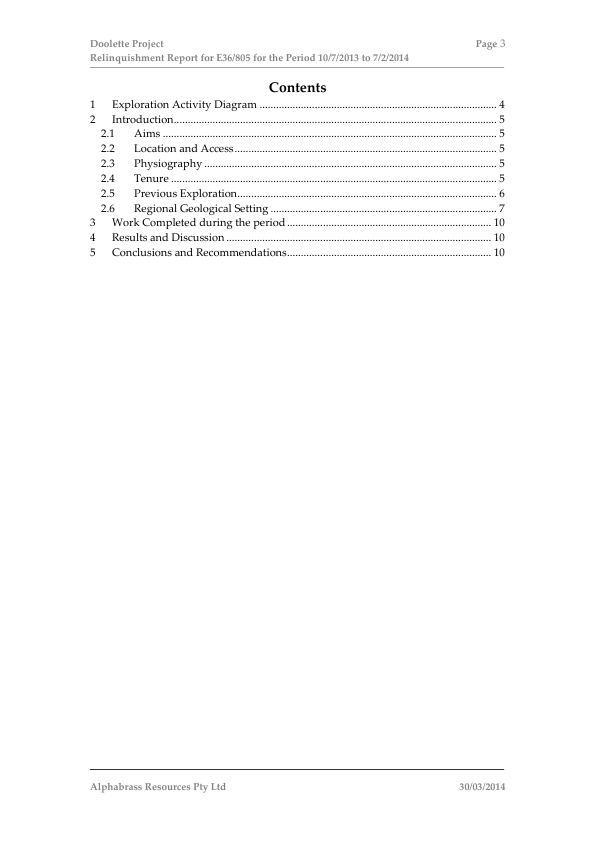 Doolette Project Page 3
Relinquishment Report for E36/805 for the Period 10/7/2013 to 7/2/2014
Contents
1 Exploration Activity Diagram ........................................................................................ 4
2 Introduction....................................................................................................................... 5
2.1 Aims ........................................................................................................................... 5
2.2 Location and Access................................................................................................ 5
2.3 Physiography ........................................................................................................... 5
2.4 Tenure ........................................................................................................................ 5
2.5 Previous Exploration............................................................................................... 6
2.6 Regional Geological Setting ................................................................................... 7
3 Work Completed during the period ........................................................................... 10
4 Results and Discussion ................................................................................................. 10
5 Conclusions and Recommendations........................................................................... 10
Alphabrass Resources Pty Ltd 30/03/2014